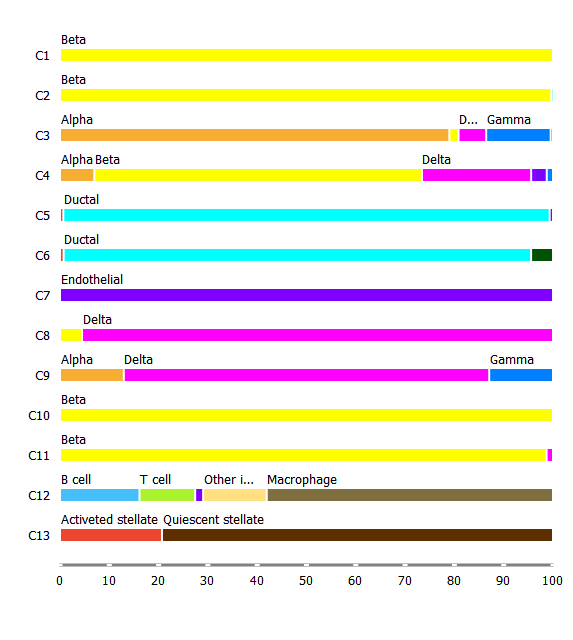 Beta
C1
Beta
C2
Alpha D... Gamma
C3
Alpha Beta Delta
C4
Ductal
C5
Ductal
C6
Endothelial
C7
Delta
C8
Alpha Delta Gamma
C9
Beta
C10
Beta
C11
B cell T cell Other i... Macrophage
C12
Activeted stellate Quiescent stellate
C13
0 10 20 30 40 50 60 70 80 90 100